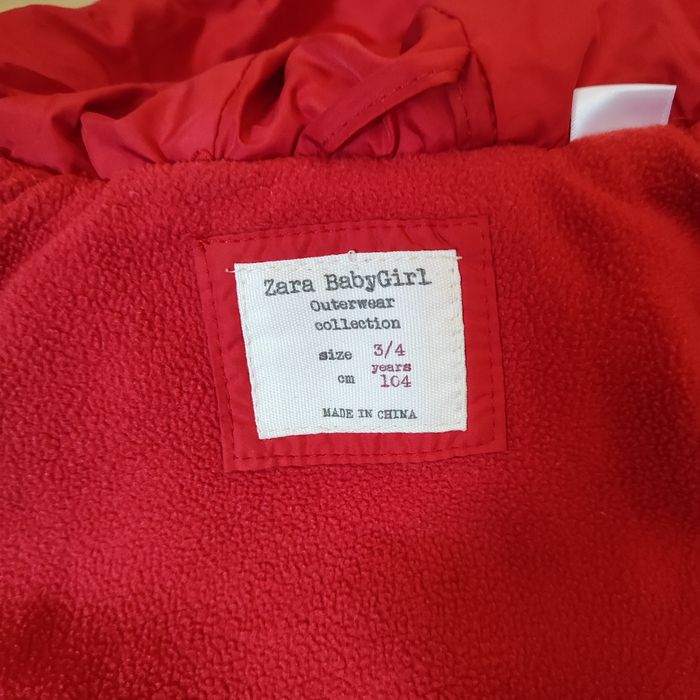 Zara BabyGirl
Outerwear
collection
size 3/4
years
cm 104
MADE IN CHINA